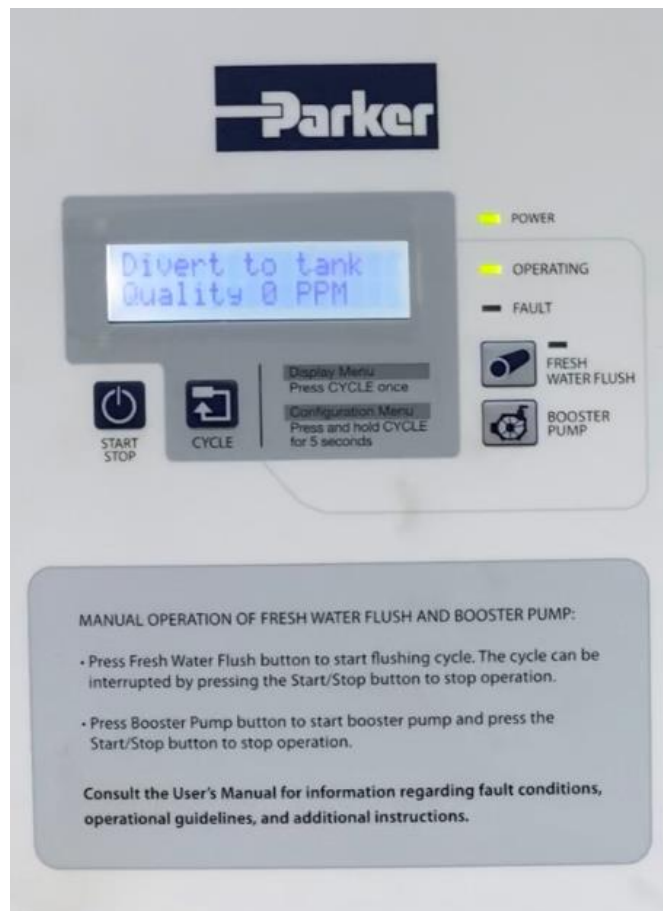 Parker
POWER
Divert to tank
Quality 0 PPM
OPERATING
FAULT
FRESH
WATER FLUSH
Display Menu
Press CYCLE once
Configuration Menu
Press and hold CYCLE
for 5 seconds
BOOSTER
PUMP
START
STOP
CYCLE
MANUAL OPERATION OF FRESH WATER FLUSH AND BOOSTER PUMP:
• Press Fresh Water Flush button to start flushing cycle. The cycle can be
interrupted by pressing the Start/Stop button to stop operation.
• Press Booster Pump button to start booster pump and press the
Start/Stop button to stop operation.
Consult the User's Manual for information regarding fault conditions,
operational guidelines, and additional instructions.